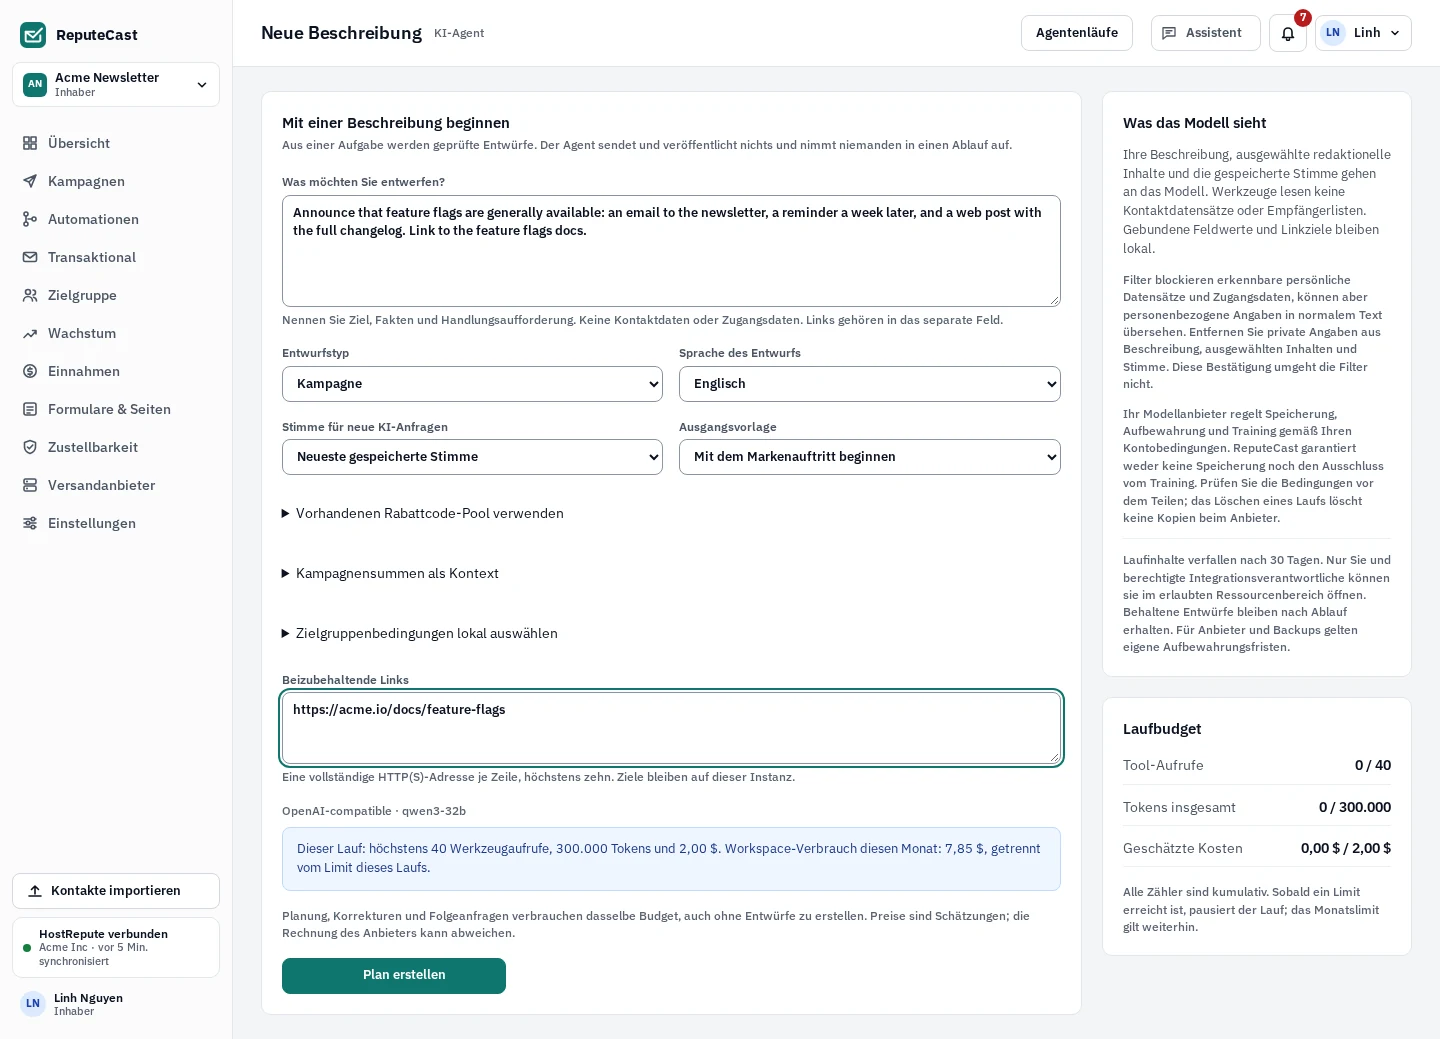 ReputeCast
AN
Acme Newsletter
Inhaber
Übersicht
Kampagnen
Automationen
Transaktional
Zielgruppe
Wachstum
Einnahmen
Formulare & Seiten
Zustellbarkeit
Versandanbieter
Einstellungen
Kontakte importieren
HostRepute verbunden
Acme Inc · vor 5 Min.
synchronisiert
LN
Linh Nguyen
Inhaber
Neue Beschreibung
KI-Agent
Agentenläufe
Assistent
7
LN
Linh
Mit einer Beschreibung beginnen
Aus einer Aufgabe werden geprüfte Entwürfe. Der Agent sendet und veröffentlicht nichts und nimmt niemanden in einen Ablauf auf.
Was möchten Sie entwerfen?
Announce that feature flags are generally available: an email to the newsletter, a reminder a week later, and a web post with
the full changelog. Link to the feature flags docs.
Nennen Sie Ziel, Fakten und Handlungsaufforderung. Keine Kontaktdaten oder Zugangsdaten. Links gehören in das separate Feld.
Entwurfstyp
Sprache des Entwurfs
Kampagne
Englisch
Stimme für neue KI-Anfragen
Ausgangsvorlage
Neueste gespeicherte Stimme
Mit dem Markenauftritt beginnen
Vorhandenen Rabattcode-Pool verwenden
Kampagnensummen als Kontext
Zielgruppenbedingungen lokal auswählen
Beizubehaltende Links
https://acme.io/docs/feature-flags
Eine vollständige HTTP(S)-Adresse je Zeile, höchstens zehn. Ziele bleiben auf dieser Instanz.
OpenAI-compatible · qwen3-32b
Dieser Lauf: höchstens 40 Werkzeugaufrufe, 300.000 Tokens und 2,00 $. Workspace-Verbrauch diesen Monat: 7,85 $, getrennt
vom Limit dieses Laufs.
Planung, Korrekturen und Folgeanfragen verbrauchen dasselbe Budget, auch ohne Entwürfe zu erstellen. Preise sind Schätzungen; die
Rechnung des Anbieters kann abweichen.
Plan erstellen
Was das Modell sieht
Ihre Beschreibung, ausgewählte redaktionelle
Inhalte und die gespeicherte Stimme gehen
an das Modell. Werkzeuge lesen keine
Kontaktdatensätze oder Empfängerlisten.
Gebundene Feldwerte und Linkziele bleiben
lokal.
Filter blockieren erkennbare persönliche
Datensätze und Zugangsdaten, können aber
personenbezogene Angaben in normalem Text
übersehen. Entfernen Sie private Angaben aus
Beschreibung, ausgewählten Inhalten und
Stimme. Diese Bestätigung umgeht die Filter
nicht.
Ihr Modellanbieter regelt Speicherung,
Aufbewahrung und Training gemäß Ihren
Kontobedingungen. ReputeCast garantiert
weder keine Speicherung noch den Ausschluss
vom Training. Prüfen Sie die Bedingungen vor
dem Teilen; das Löschen eines Laufs löscht
keine Kopien beim Anbieter.
Laufinhalte verfallen nach 30 Tagen. Nur Sie und
berechtigte Integrationsverantwortliche können
sie im erlaubten Ressourcenbereich öffnen.
Behaltene Entwürfe bleiben nach Ablauf
erhalten. Für Anbieter und Backups gelten
eigene Aufbewahrungsfristen.
Laufbudget
Tool-Aufrufe
0 / 40
Tokens insgesamt
0 / 300.000
Geschätzte Kosten
0,00 $ / 2,00 $
Alle Zähler sind kumulativ. Sobald ein Limit
erreicht ist, pausiert der Lauf; das Monatslimit
gilt weiterhin.